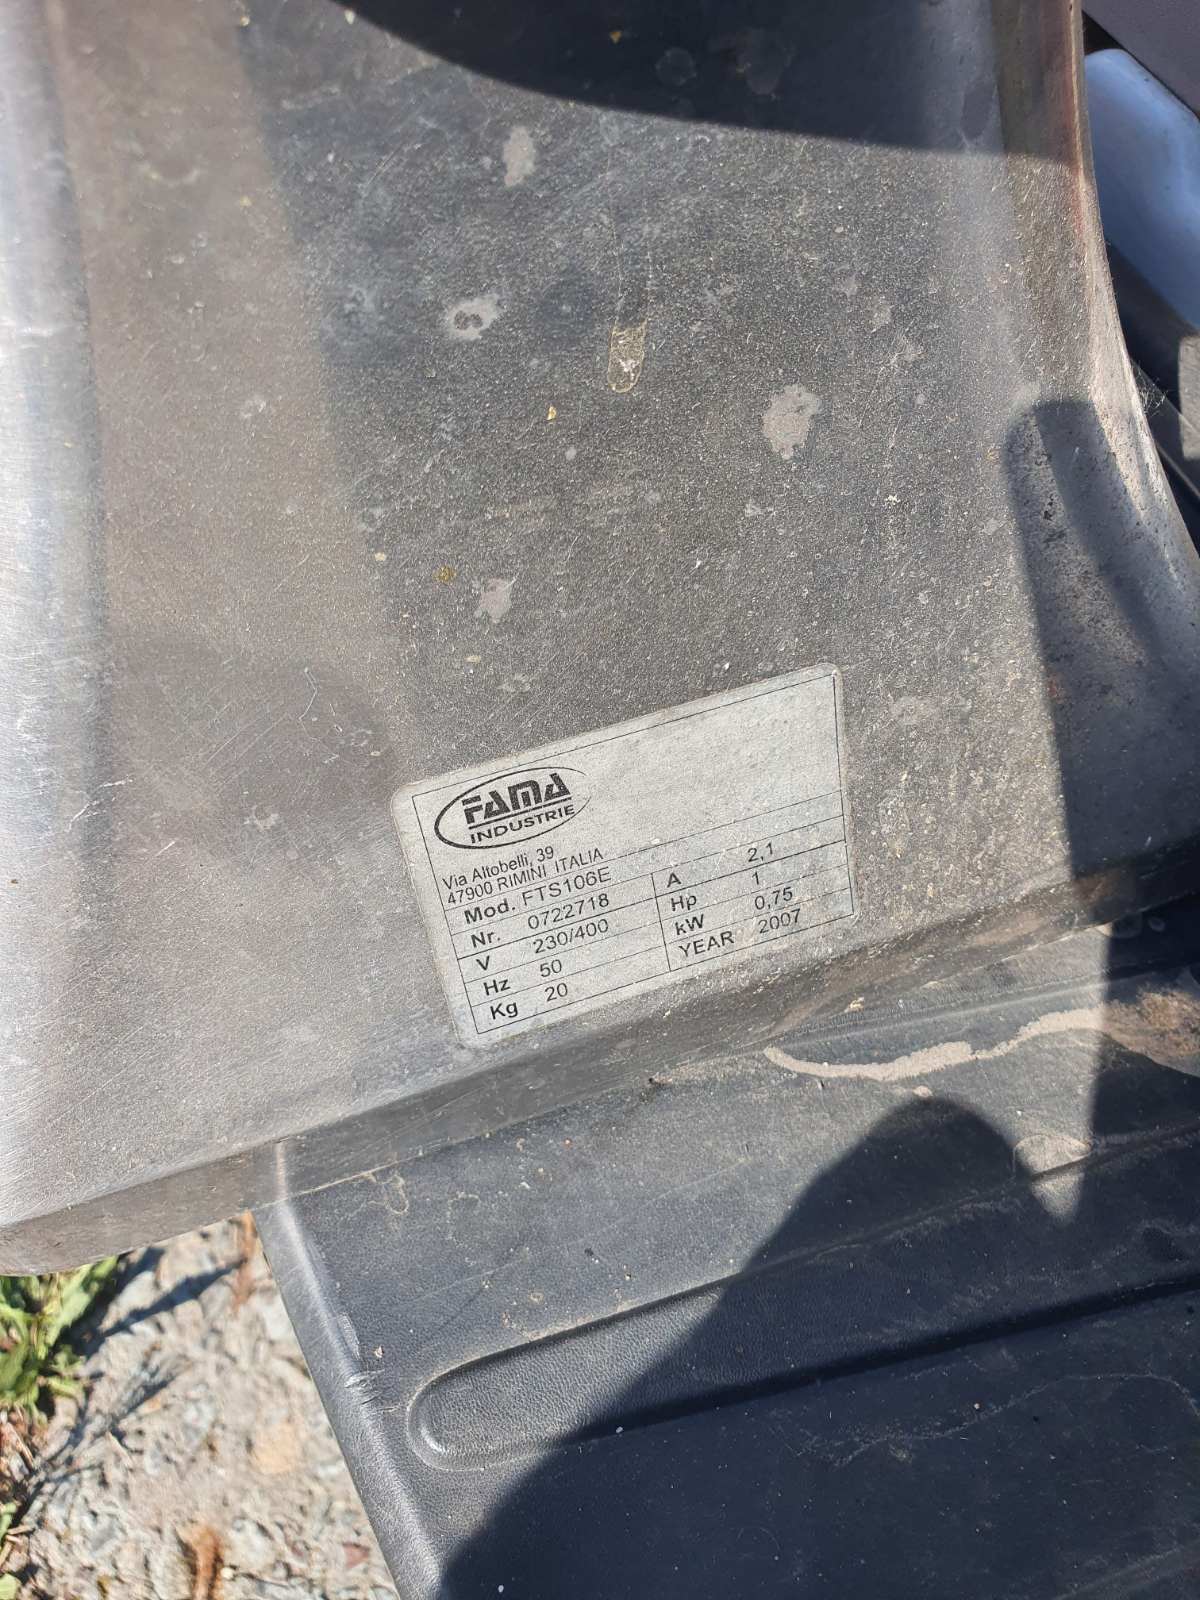 FAMA
INDUSTRIE
Via Altobelli, 39
47900 RIMINI ITALIA
Mod. FTS106E
Nr. 0722718
V 230/400
Hz 50
Kg 20
A 2,1
Hp 1
kW 0,75
YEAR 2007